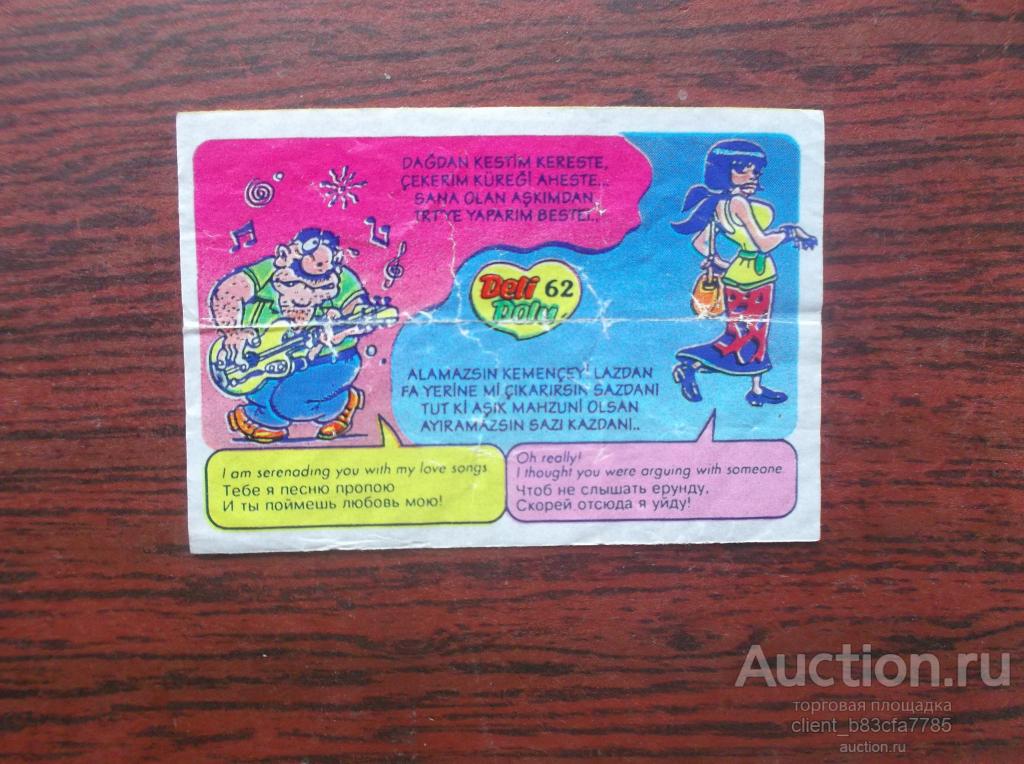 DAĞDAN KESTİM KERESTE,
ÇEKERİM KÜREĞİ AHESTE...
SANA OLAN AŞKIMDAN,
TRT'YE YAPARIM BESTE!..
Deli 62
Doly
ALAMAZSIN KEMENÇEYİ LAZDAN
FA YERİNE Mİ ÇIKARIRSIN SAZDANI
TUT Kİ AŞIK MAHZUNİ OLSAN
AYIRAMAZSIN SAZI KAZDANI..
I am serenading you with my love songs
Тебе я песню пропою
И ты поймешь любовь мою!
Oh really!
I thought you were arguing with someone
Чтоб не слышать ерунду,
Скорей отсюда я уйду!
Auction.ru
торговая площадка
client_b83cfa7785
auction.ru